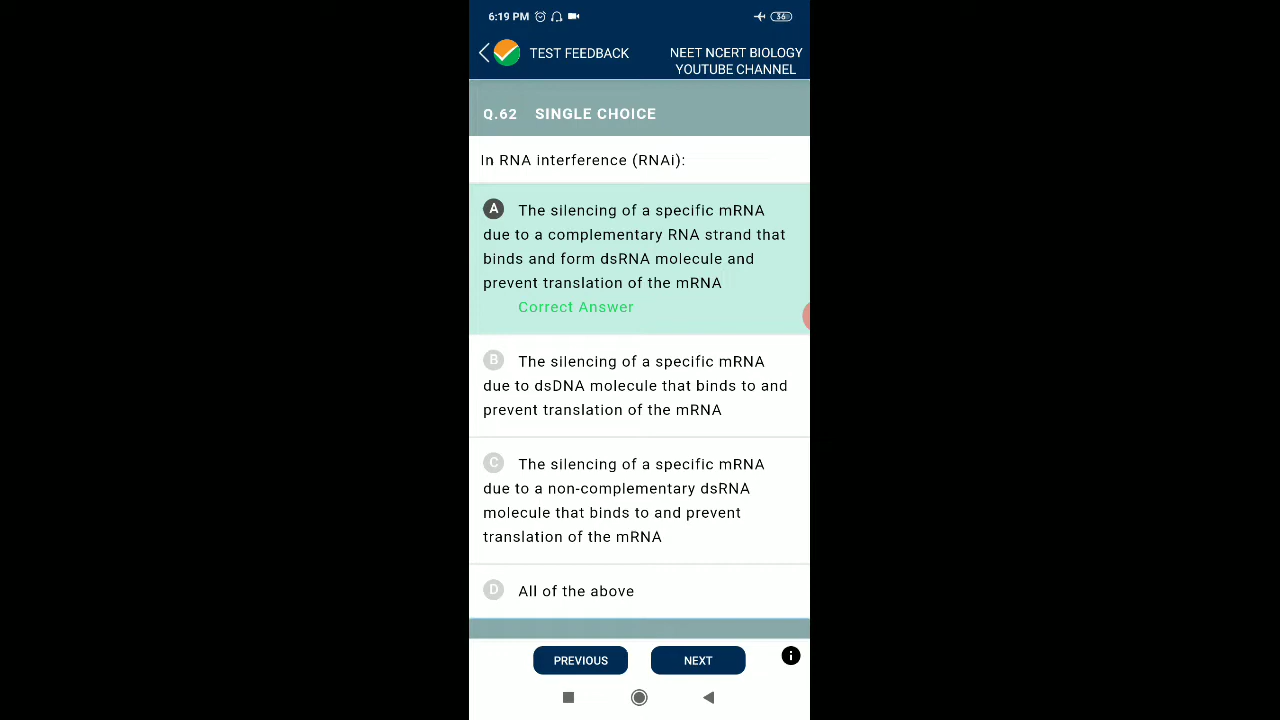 6:19 PM 36
TEST FEEDBACK
NEET NCERT BIOLOGY
YOUTUBE CHANNEL
Q.62 SINGLE CHOICE
In RNA interference (RNAi):
A The silencing of a specific mRNA
due to a complementary RNA strand that
binds and form dsRNA molecule and
prevent translation of the mRNA
Correct Answer
B The silencing of a specific mRNA
due to dsDNA molecule that binds to and
prevent translation of the mRNA
C The silencing of a specific mRNA
due to a non-complementary dsRNA
molecule that binds to and prevent
translation of the mRNA
D All of the above
PREVIOUS NEXT i